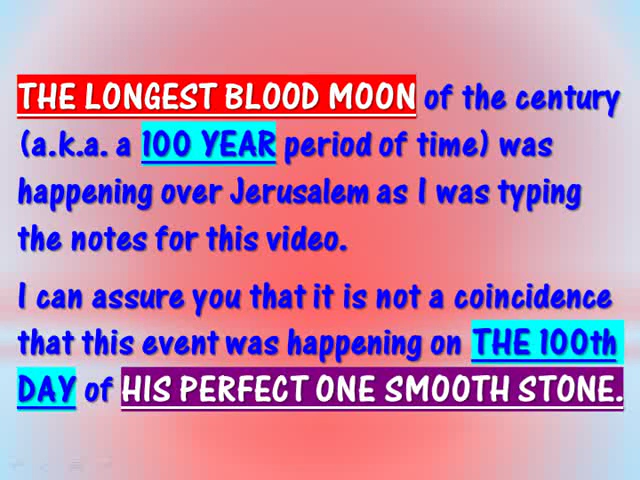 THE LONGEST BLOOD MOON of the century
(a.k.a. a 100 YEAR period of time) was
happening over Jerusalem as I was typing
the notes for this video.
I can assure you that it is not a coincidence
that this event was happening on THE 100th
DAY of HIS PERFECT ONE SMOOTH STONE.